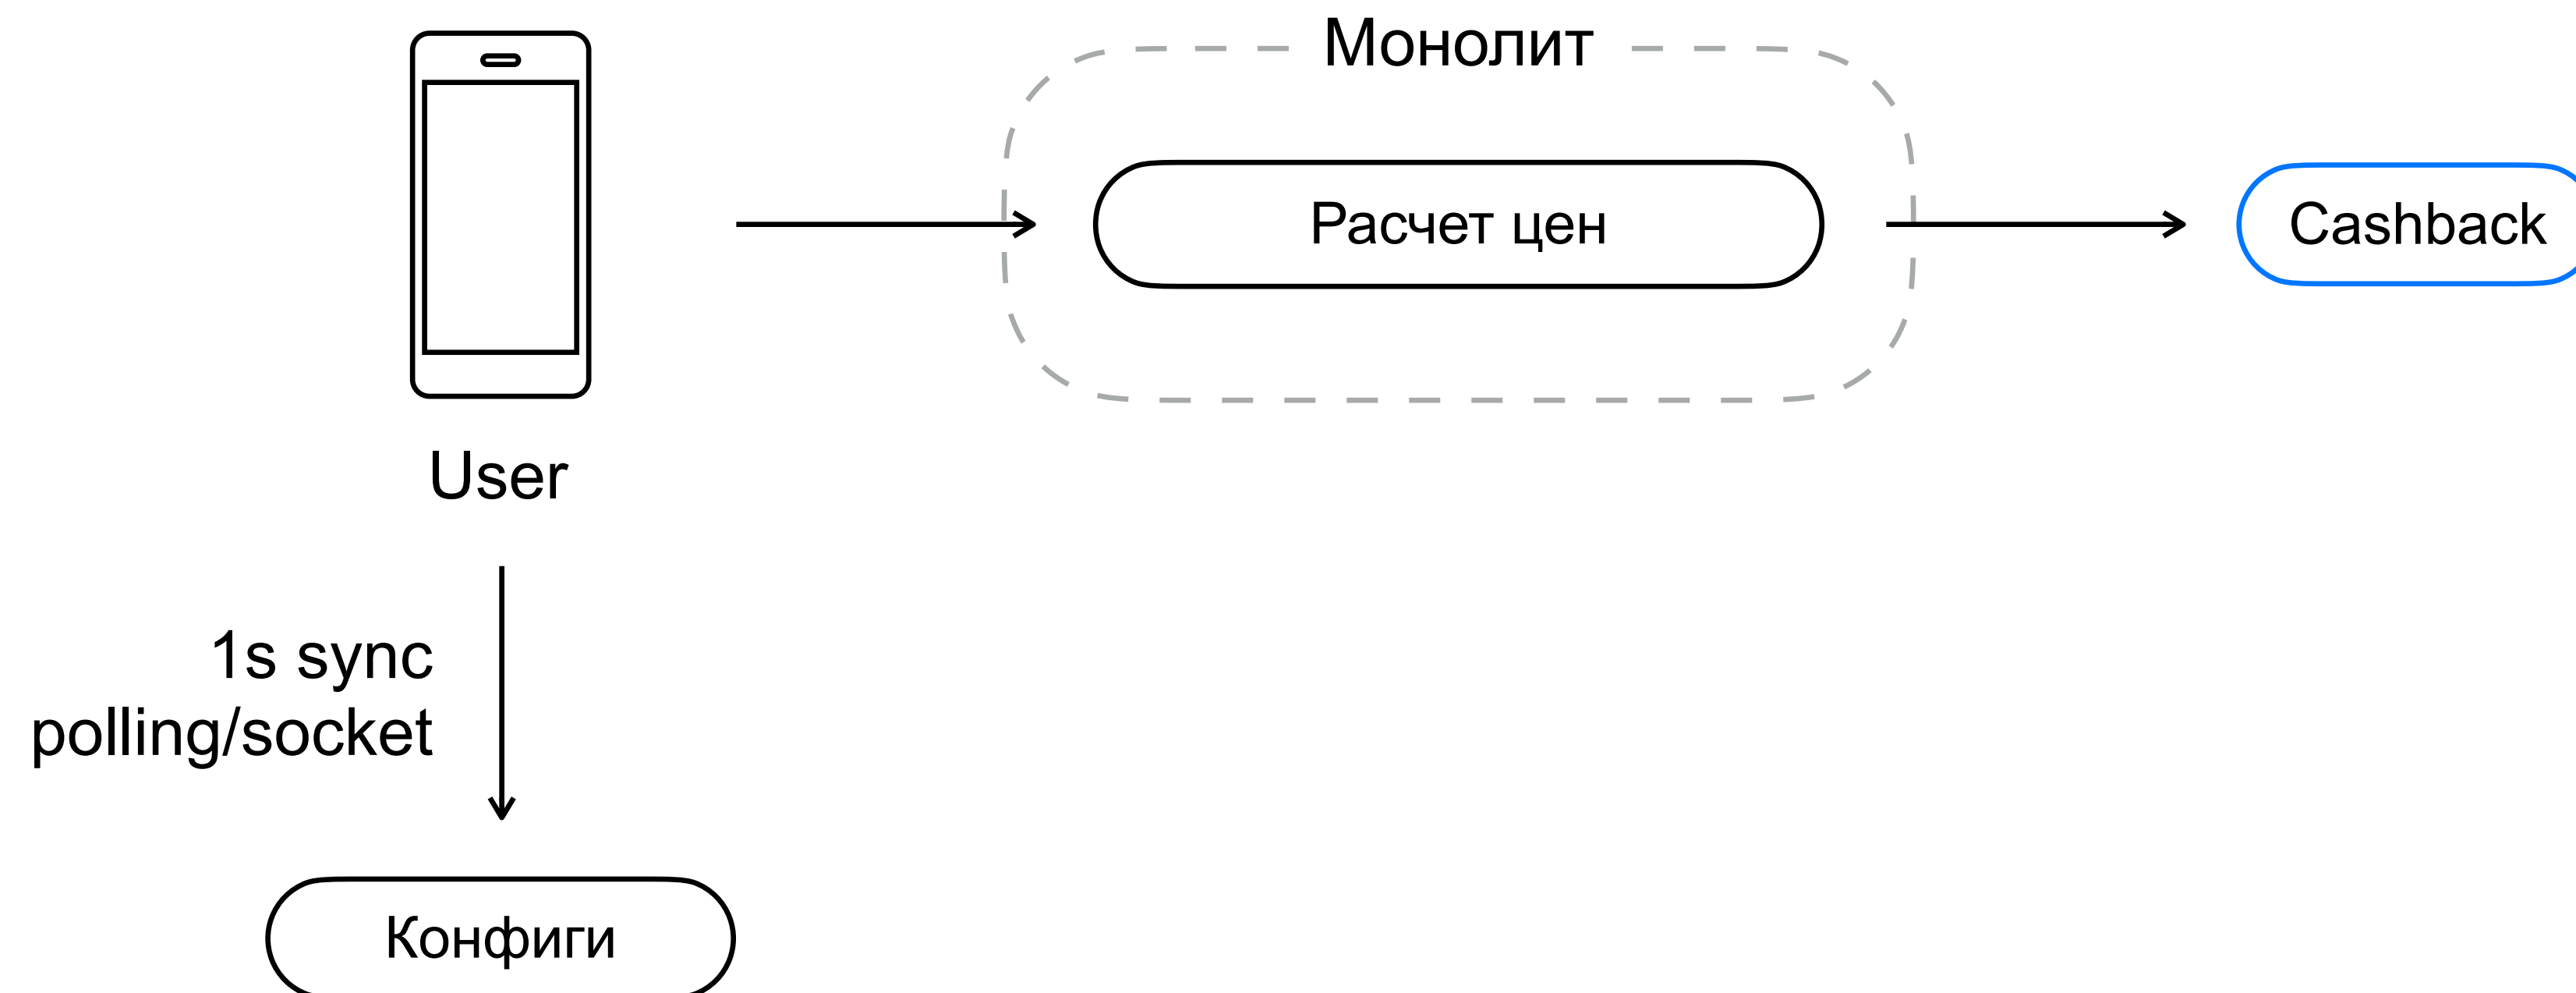 Монолит
Расчет цен
Cashback
User
1s sync
polling/socket
Конфиги